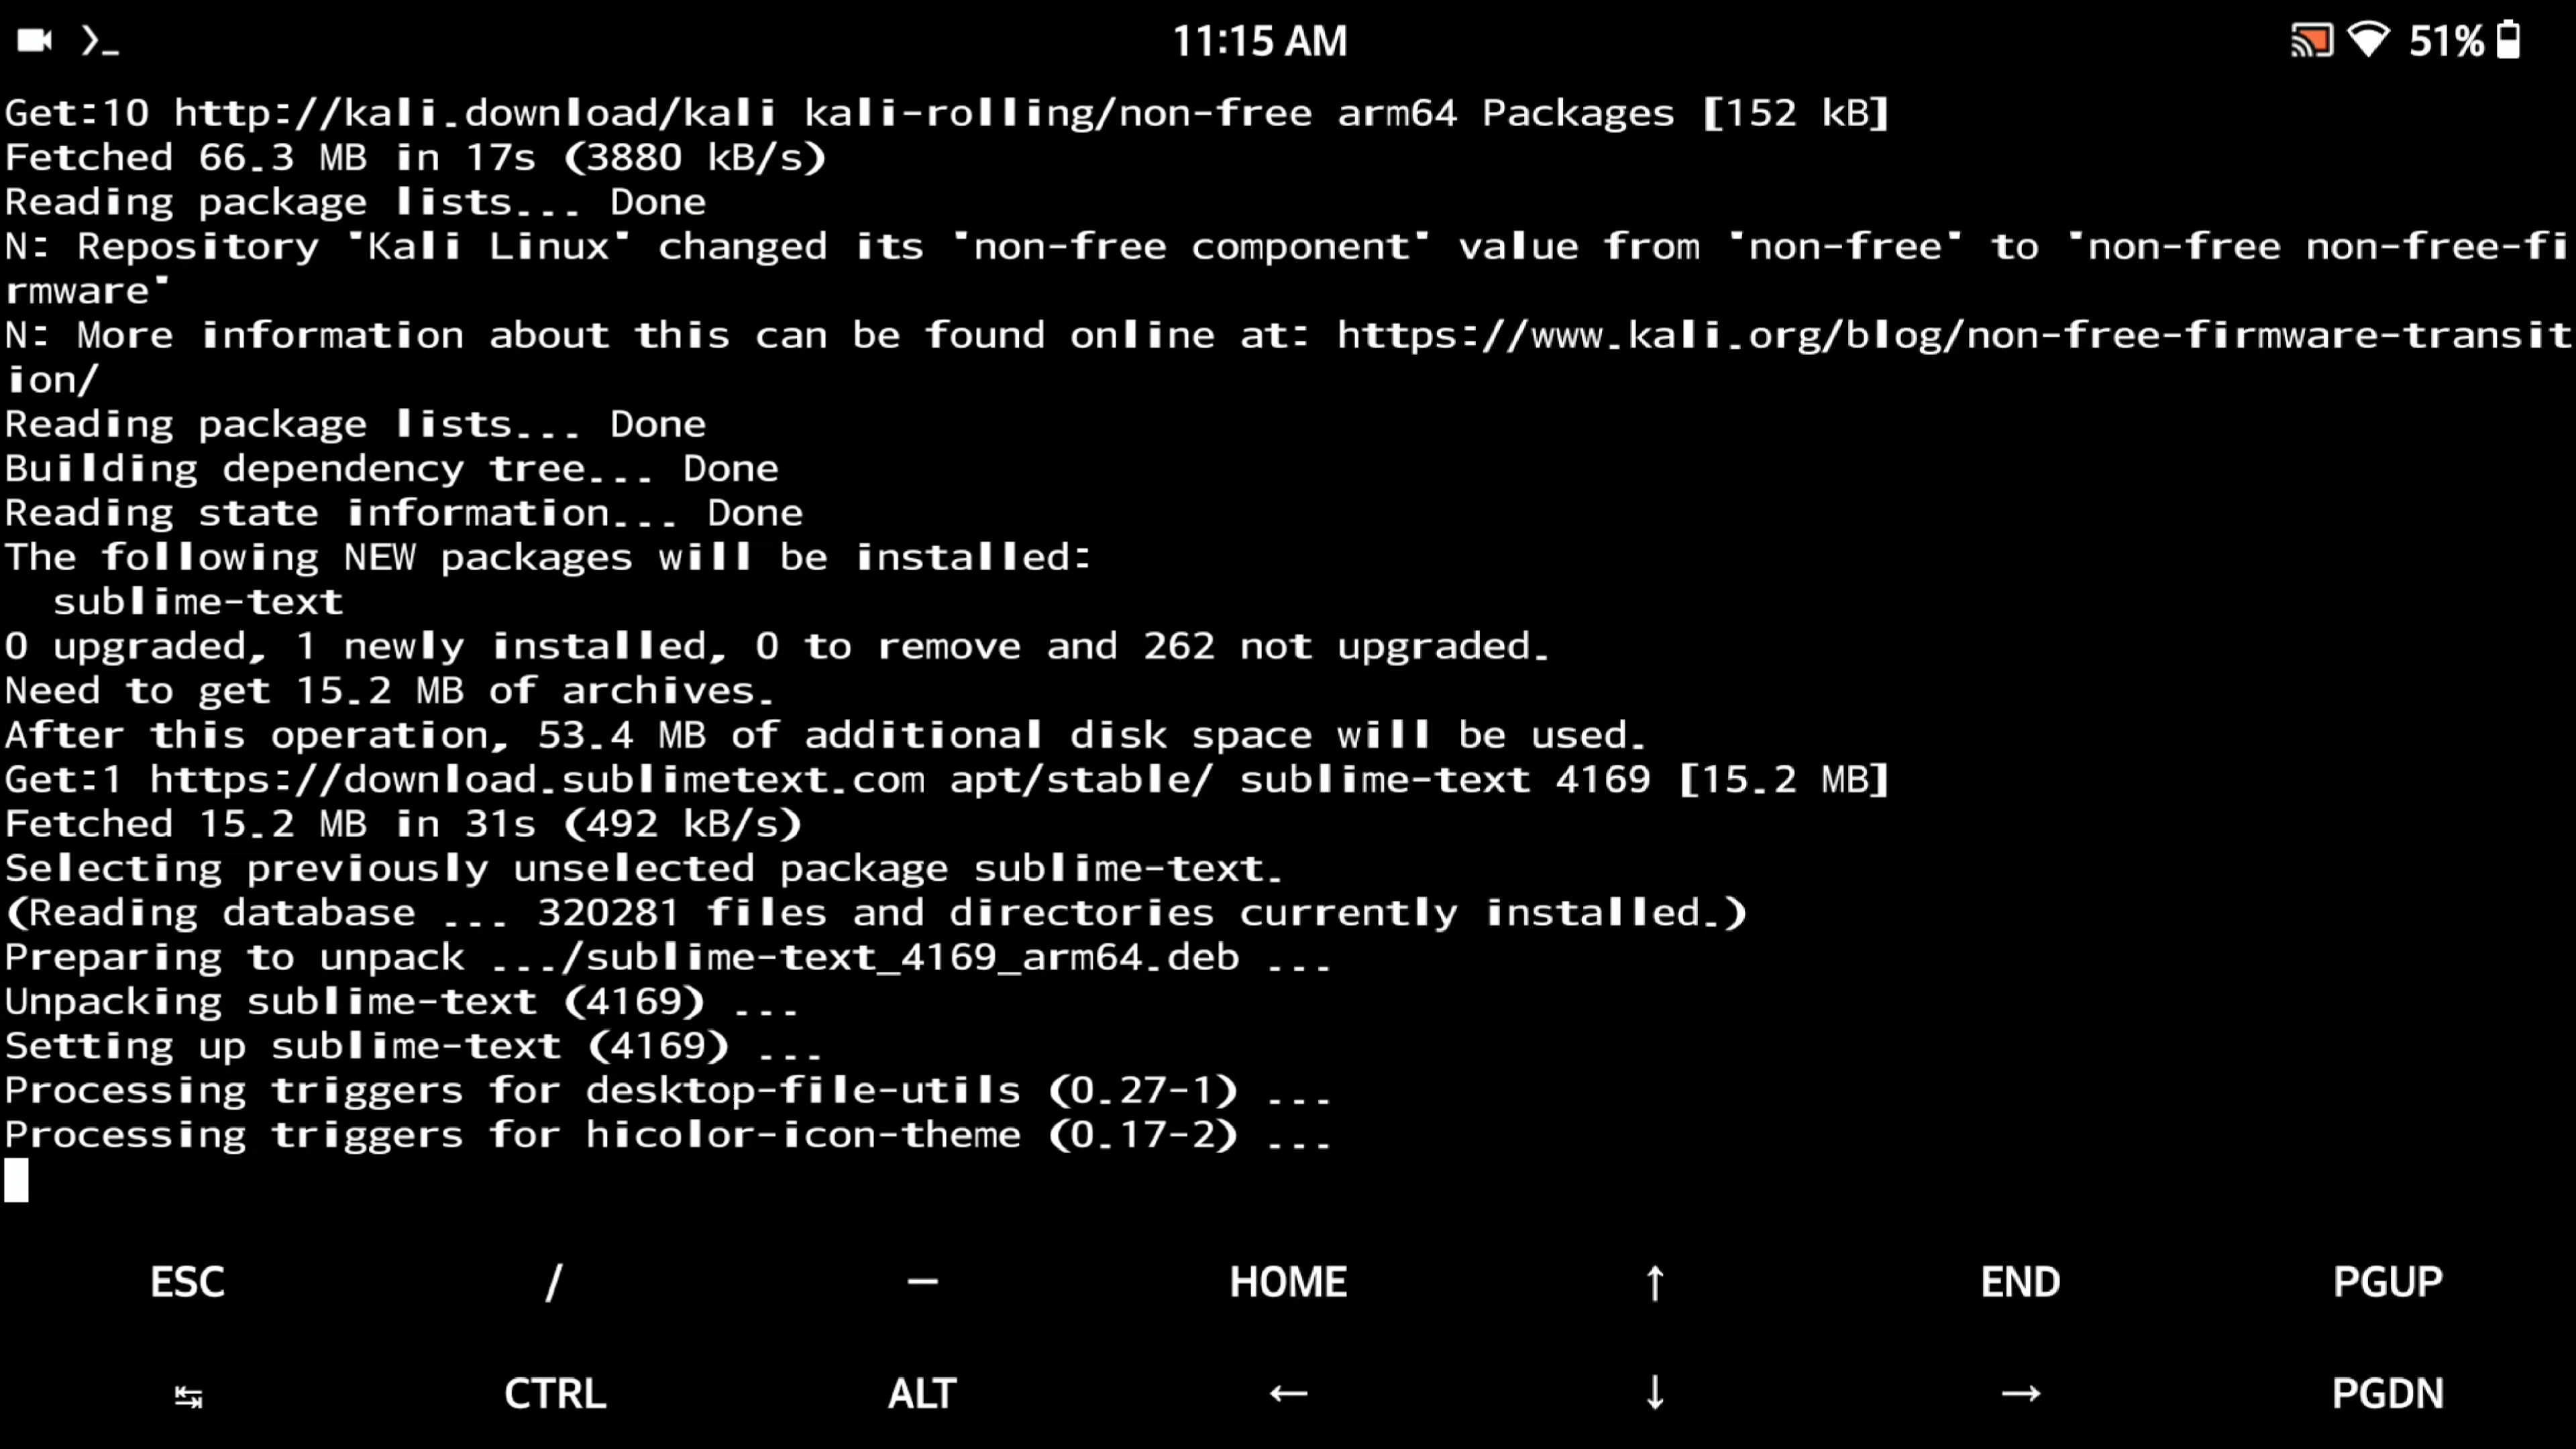 11:15 AM
51%
Get:10 http://kali.download/kali kali-rolling/non-free arm64 Packages [152 kB]
Fetched 66.3 MB in 17s (3880 kB/s)
Reading package lists... Done
N: Repository 'Kali Linux' changed its 'non-free component' value from 'non-free' to 'non-free non-free-fi
rmware'
N: More information about this can be found online at: https://www.kali.org/blog/non-free-firmware-transit
ion/
Reading package lists... Done
Building dependency tree... Done
Reading state information... Done
The following NEW packages will be installed:
  sublime-text
0 upgraded, 1 newly installed, 0 to remove and 262 not upgraded.
Need to get 15.2 MB of archives.
After this operation, 53.4 MB of additional disk space will be used.
Get:1 https://download.sublimetext.com apt/stable/ sublime-text 4169 [15.2 MB]
Fetched 15.2 MB in 31s (492 kB/s)
Selecting previously unselected package sublime-text.
(Reading database ... 320281 files and directories currently installed.)
Preparing to unpack .../sublime-text_4169_arm64.deb ...
Unpacking sublime-text (4169) ...
Setting up sublime-text (4169) ...
Processing triggers for desktop-file-utils (0.27-1) ...
Processing triggers for hicolor-icon-theme (0.17-2) ...
ESC / — HOME ↑ END PGUP
↹ CTRL ALT ← ↓ → PGDN